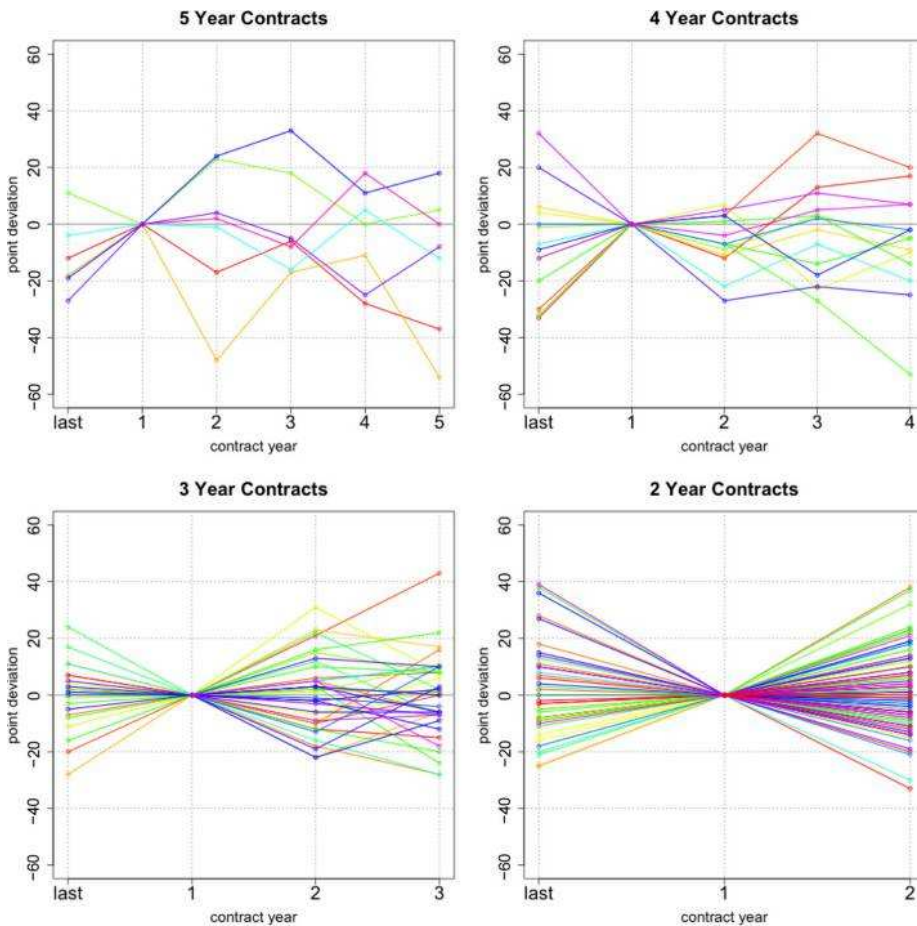 5 Year Contracts
4 Year Contracts
point deviation
60
40
20
0
−20
−40
−60
last 1 2 3 4 5
contract year
point deviation
60
40
20
0
−20
−40
−60
last 1 2 3 4
contract year
3 Year Contracts
2 Year Contracts
point deviation
60
40
20
0
−20
−40
−60
last 1 2 3
contract year
point deviation
60
40
20
0
−20
−40
−60
last 1 2
contract year